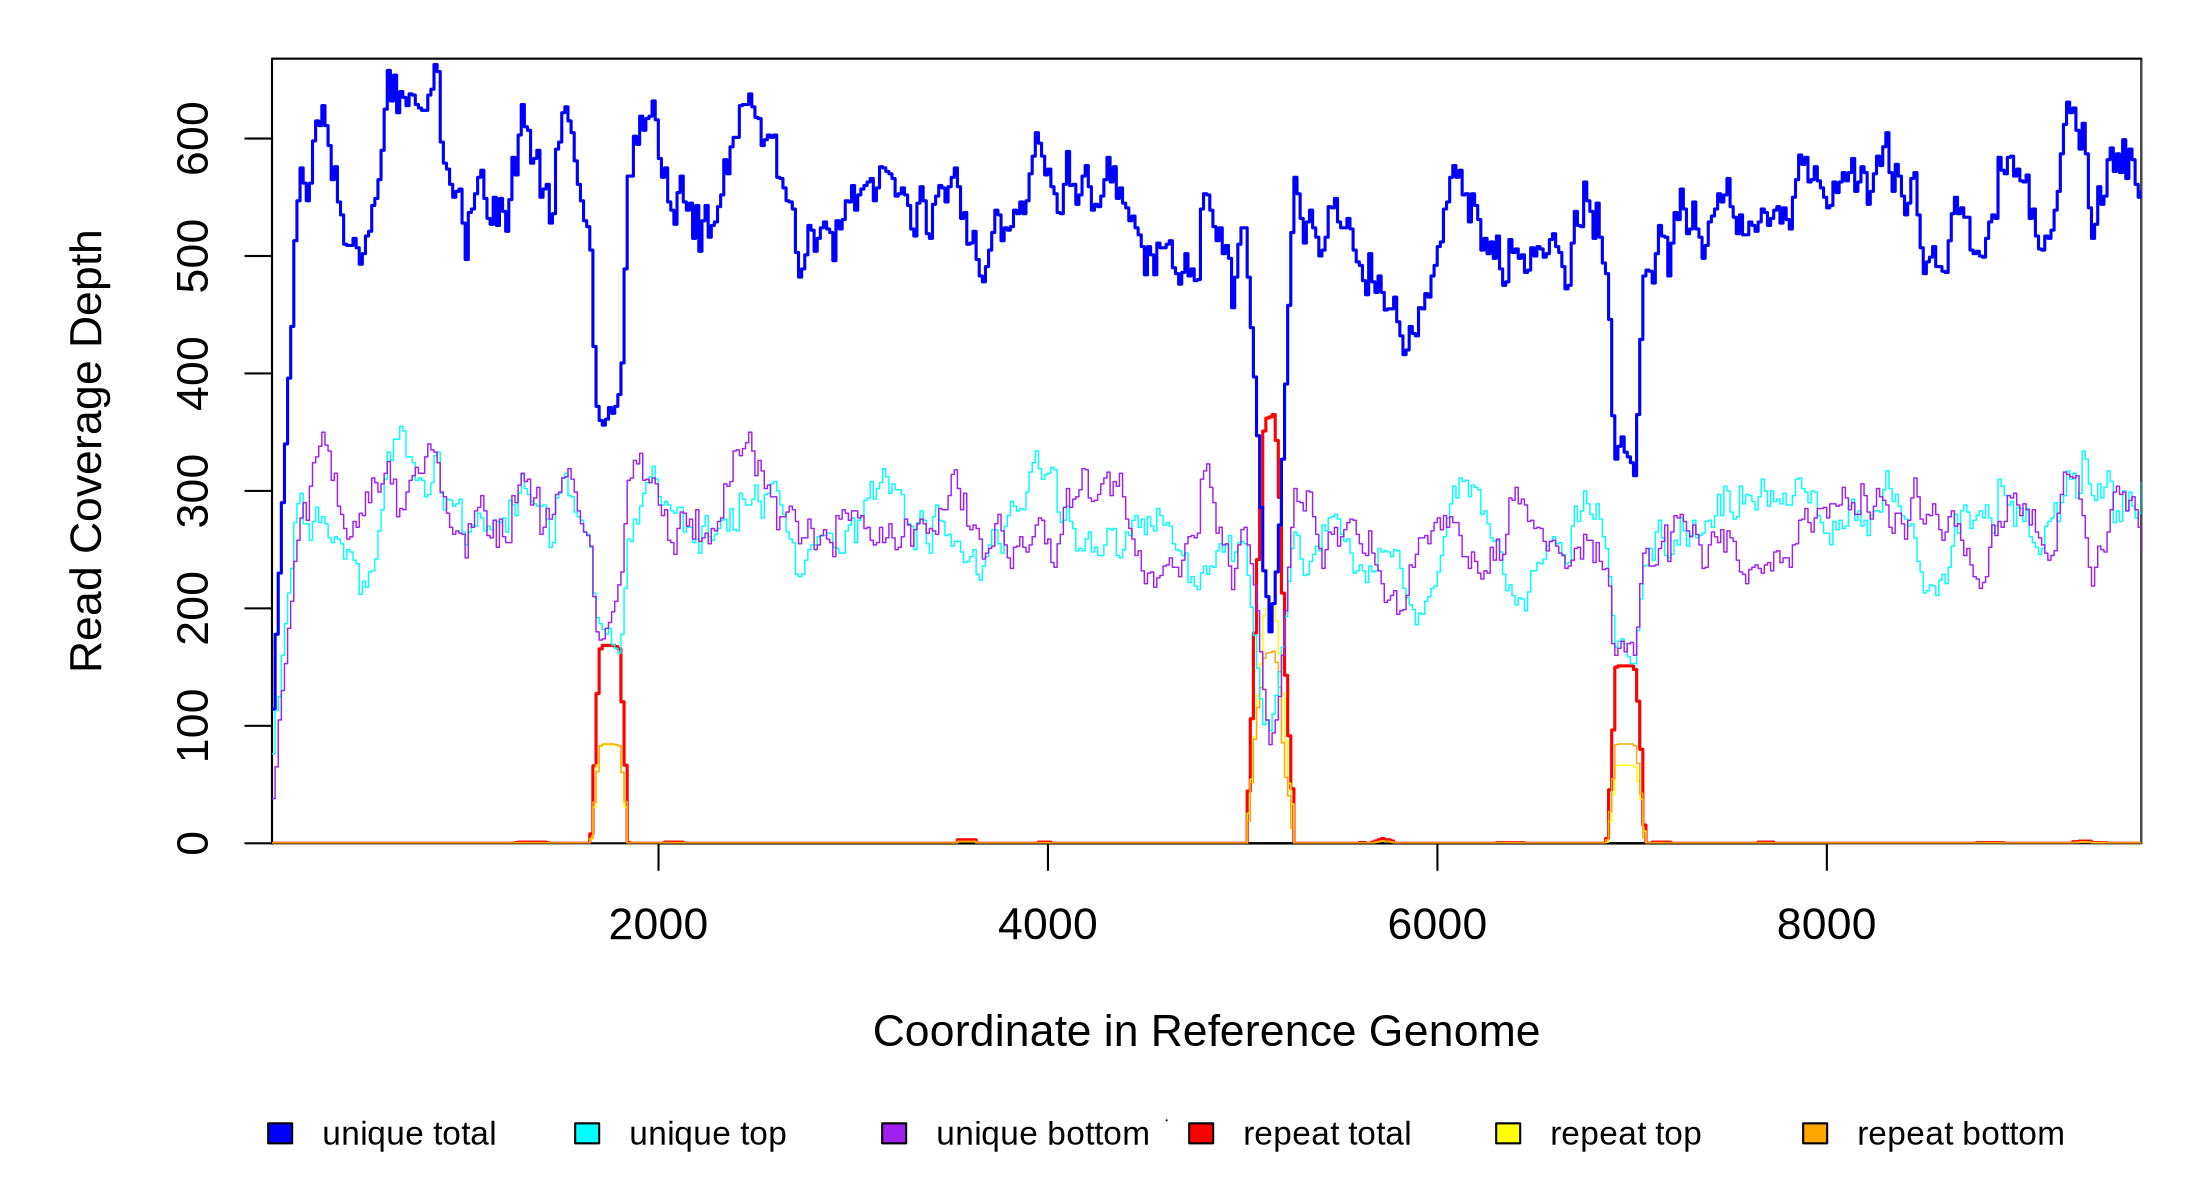 Read Coverage Depth
600
500
400
300
200
100
0
2000 4000 6000 8000
Coordinate in Reference Genome
unique total unique top unique bottom repeat total repeat top repeat bottom